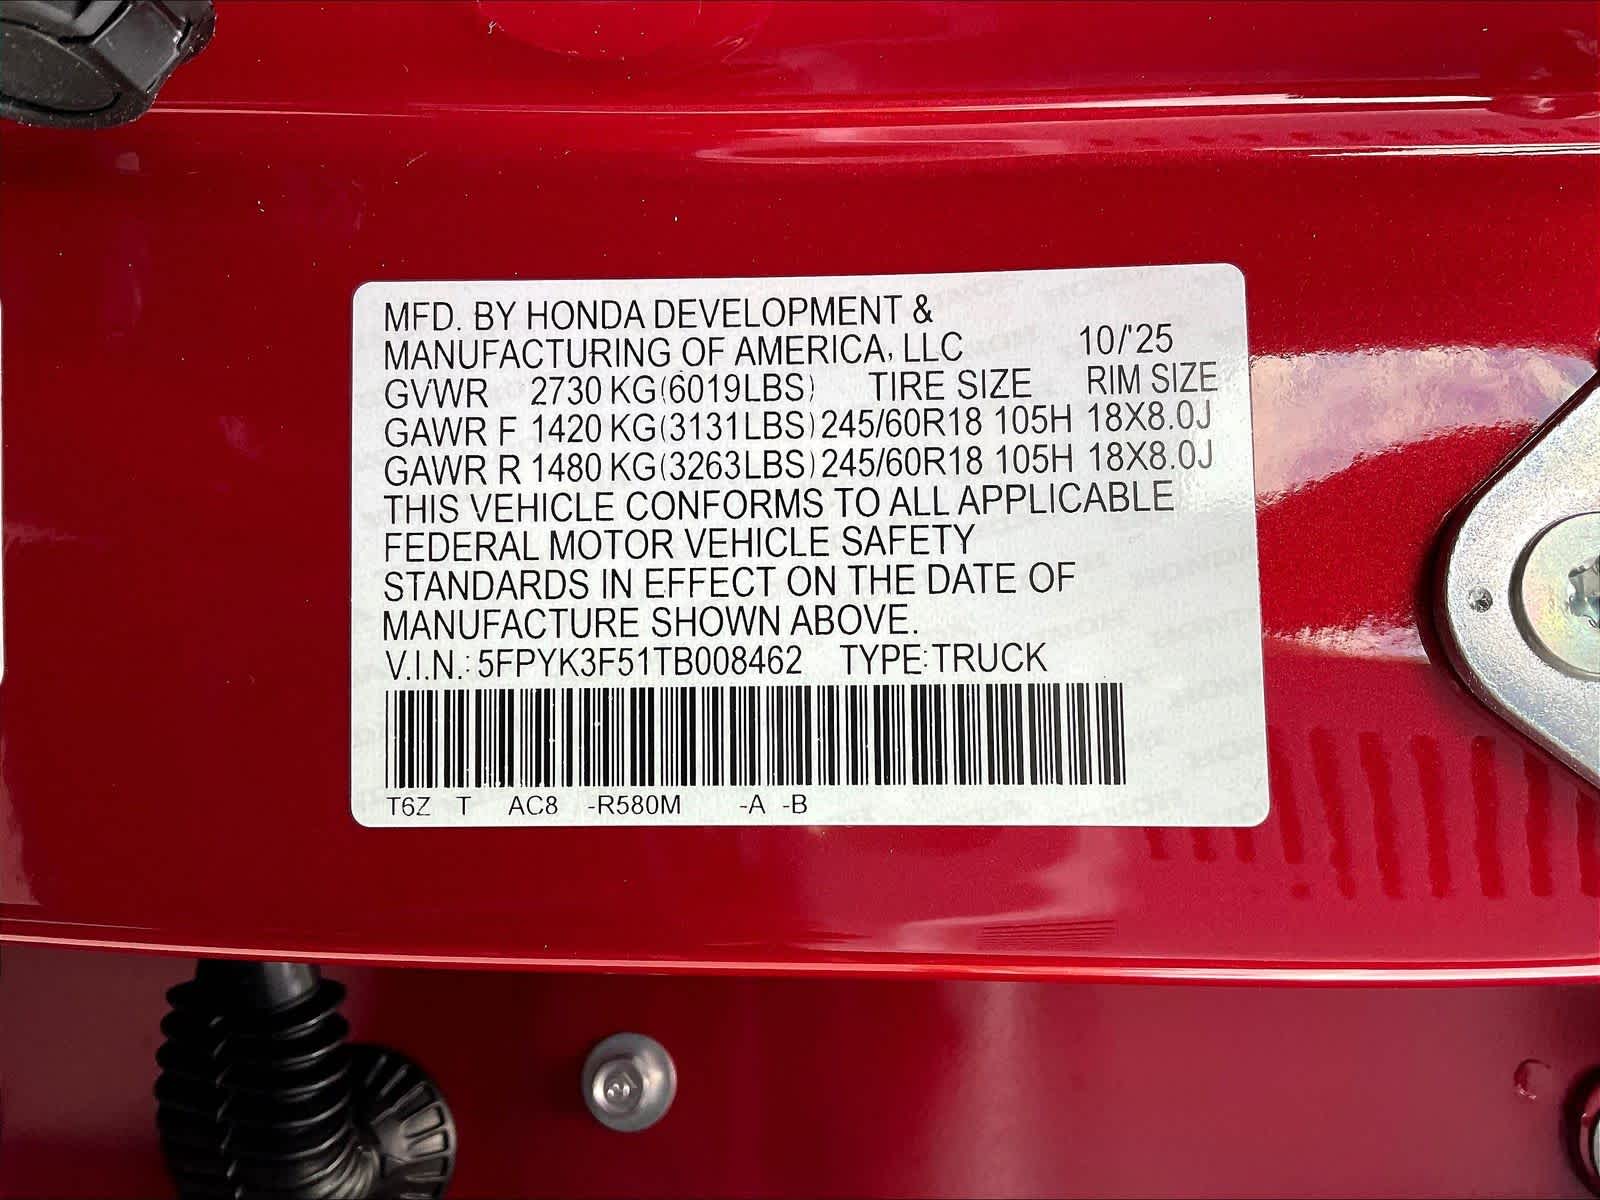 MFD. BY HONDA DEVELOPMENT &
MANUFACTURING OF AMERICA, LLC 10/'25
GVWR 2730 KG(6019LBS) TIRE SIZE RIM SIZE
GAWR F 1420 KG(3131LBS) 245/60R18 105H 18X8.0J
GAWR R 1480 KG(3263LBS) 245/60R18 105H 18X8.0J
THIS VEHICLE CONFORMS TO ALL APPLICABLE
FEDERAL MOTOR VEHICLE SAFETY
STANDARDS IN EFFECT ON THE DATE OF
MANUFACTURE SHOWN ABOVE.
V.I.N.: 5FPYK3F51TB008462 TYPE:TRUCK
T6Z T AC8 -R580M -A -B